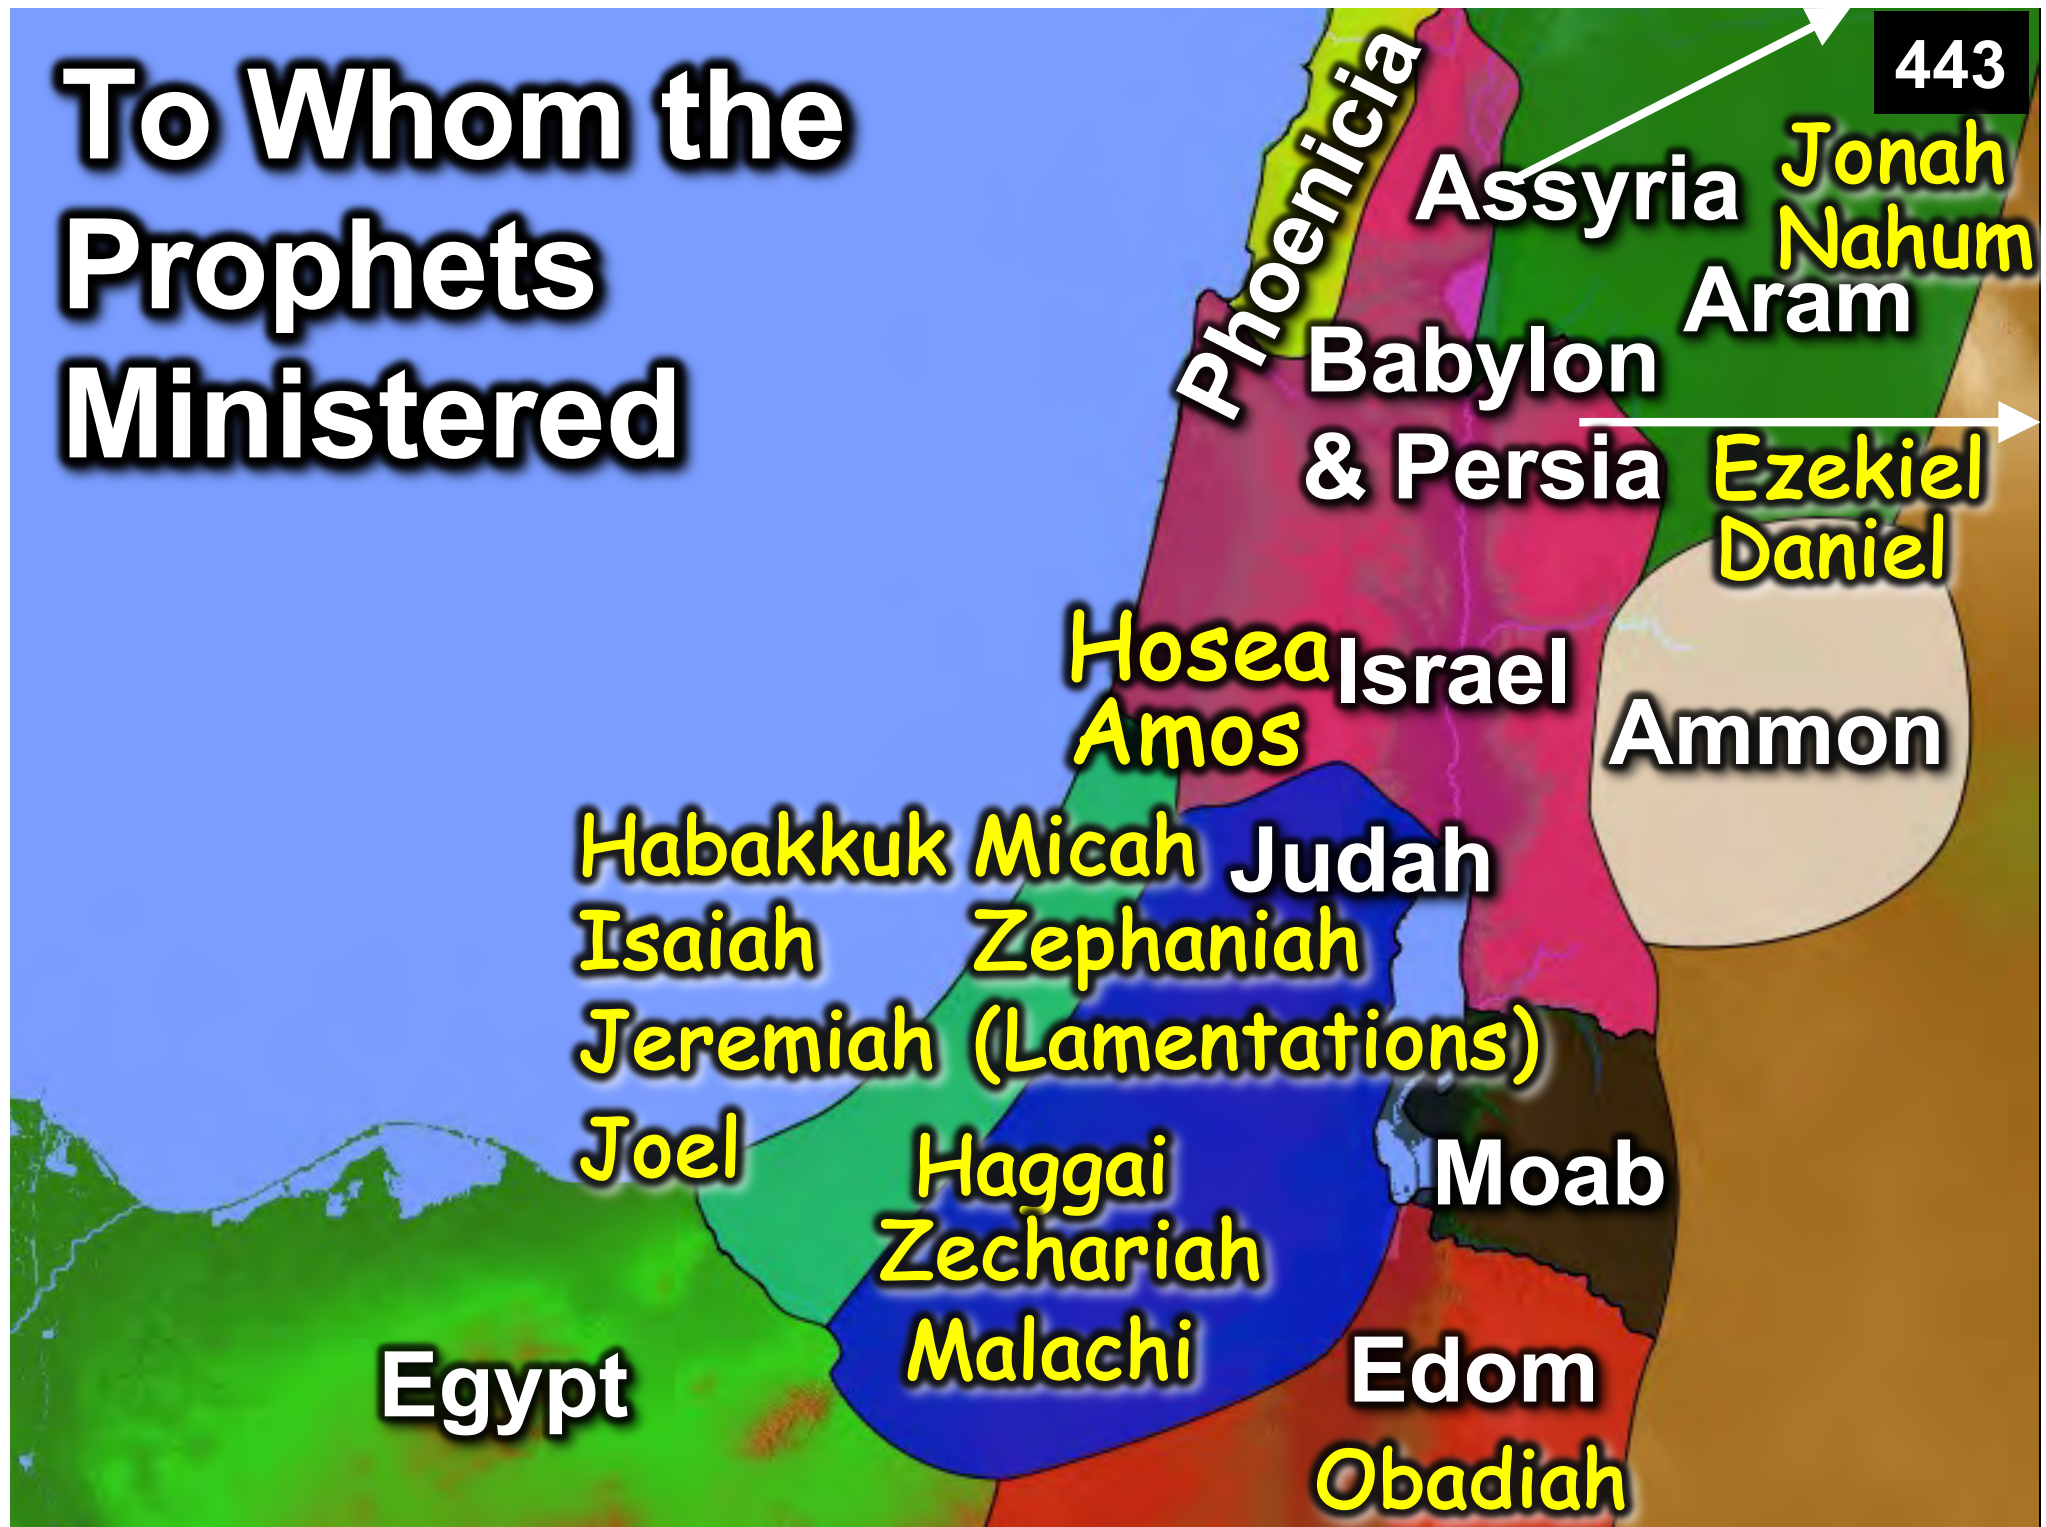 To Whom the
Prophets
Ministered
443
Phoenicia
Assyria
Jonah
Nahum
Aram
Babylon
& Persia
Ezekiel
Daniel
Hosea
Amos
Israel
Ammon
Habakkuk Micah
Judah
Isaiah Zephaniah
Jeremiah (Lamentations)
Joel
Haggai
Zechariah
Malachi
Moab
Egypt
Edom
Obadiah